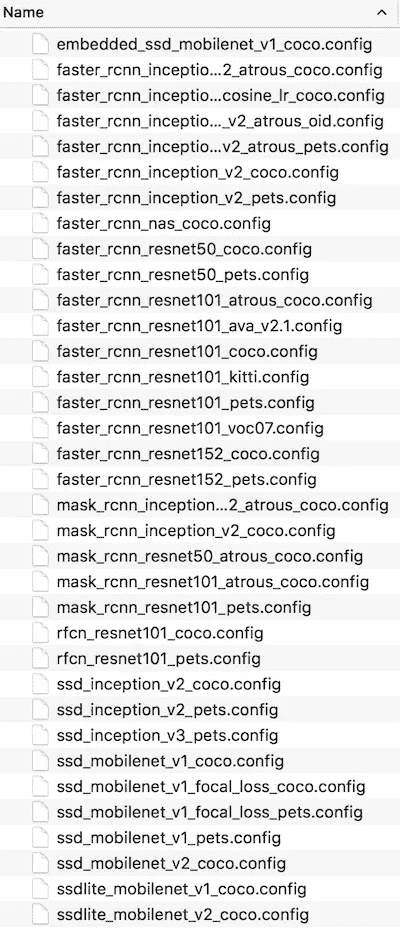 Name
embedded_ssd_mobilenet_v1_coco.config
faster_rcnn_inceptio...2_atrous_coco.config
faster_rcnn_inceptio...cosine_lr_coco.config
faster_rcnn_inceptio..._v2_atrous_oid.config
faster_rcnn_inceptio...v2_atrous_pets.config
faster_rcnn_inception_v2_coco.config
faster_rcnn_inception_v2_pets.config
faster_rcnn_nas_coco.config
faster_rcnn_resnet50_coco.config
faster_rcnn_resnet50_pets.config
faster_rcnn_resnet101_atrous_coco.config
faster_rcnn_resnet101_ava_v2.1.config
faster_rcnn_resnet101_coco.config
faster_rcnn_resnet101_kitti.config
faster_rcnn_resnet101_pets.config
faster_rcnn_resnet101_voc07.config
faster_rcnn_resnet152_coco.config
faster_rcnn_resnet152_pets.config
mask_rcnn_inception...2_atrous_coco.config
mask_rcnn_inception_v2_coco.config
mask_rcnn_resnet50_atrous_coco.config
mask_rcnn_resnet101_atrous_coco.config
mask_rcnn_resnet101_pets.config
rfcn_resnet101_coco.config
rfcn_resnet101_pets.config
ssd_inception_v2_coco.config
ssd_inception_v2_pets.config
ssd_inception_v3_pets.config
ssd_mobilenet_v1_coco.config
ssd_mobilenet_v1_focal_loss_coco.config
ssd_mobilenet_v1_focal_loss_pets.config
ssd_mobilenet_v1_pets.config
ssd_mobilenet_v2_coco.config
ssdlite_mobilenet_v1_coco.config
ssdlite_mobilenet_v2_coco.config